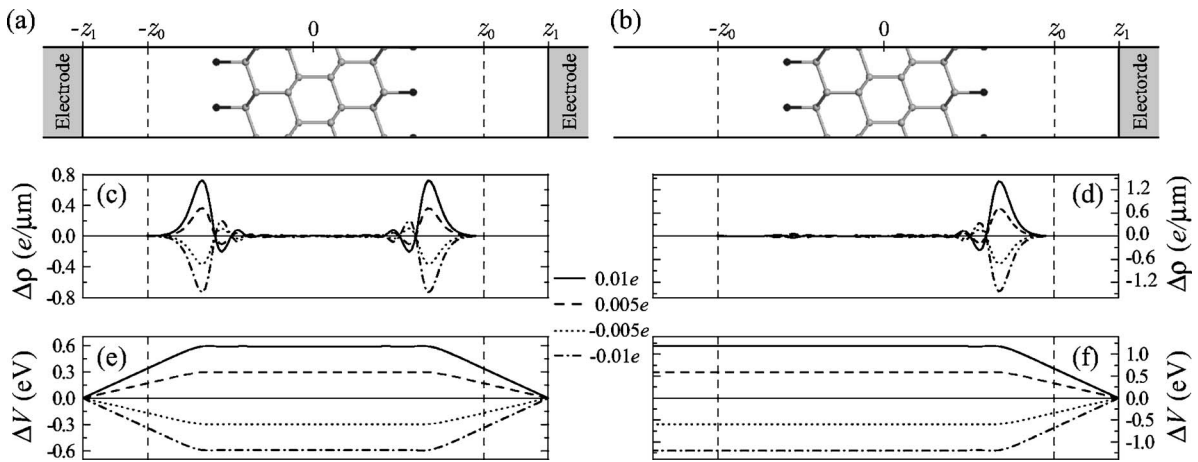 (a)
-z₁ -z₀ 0 z₀ z₁
Electrode
Electrode
(b)
-z₀ 0 z₀ z₁
Electorde
(c)
Δρ (e/μm)
0.8
0.4
0.0
-0.4
-0.8
(d)
1.2
0.6
0.0
-0.6
-1.2
Δρ (e/μm)
0.01e
0.005e
-0.005e
-0.01e
(e)
ΔV (eV)
0.6
0.3
0.0
-0.3
-0.6
(f)
1.0
0.5
0.0
-0.5
-1.0
ΔV (eV)